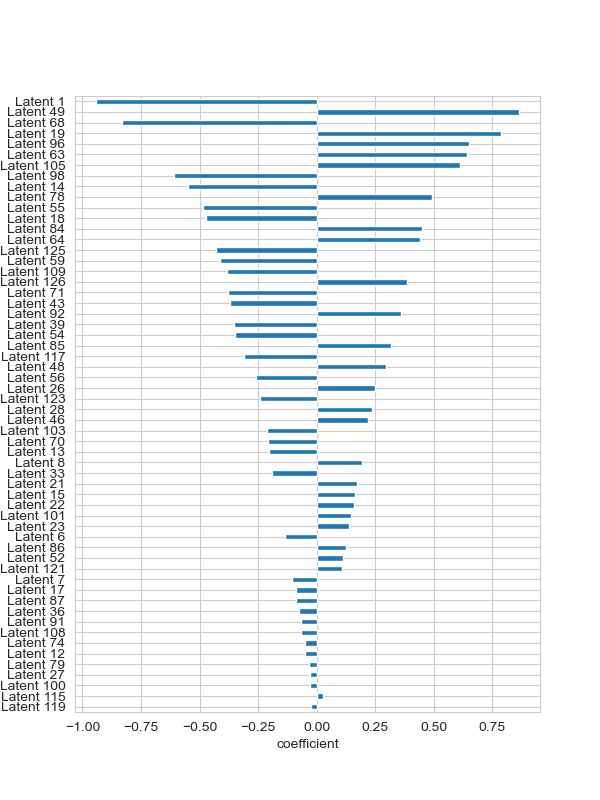 Latent 1
Latent 49
Latent 68
Latent 19
Latent 96
Latent 63
Latent 105
Latent 98
Latent 14
Latent 78
Latent 55
Latent 18
Latent 84
Latent 64
Latent 125
Latent 59
Latent 109
Latent 126
Latent 71
Latent 43
Latent 92
Latent 39
Latent 54
Latent 85
Latent 117
Latent 48
Latent 56
Latent 26
Latent 123
Latent 28
Latent 46
Latent 103
Latent 70
Latent 13
Latent 8
Latent 33
Latent 21
Latent 15
Latent 22
Latent 101
Latent 23
Latent 6
Latent 86
Latent 52
Latent 121
Latent 7
Latent 17
Latent 87
Latent 36
Latent 91
Latent 108
Latent 74
Latent 12
Latent 79
Latent 27
Latent 100
Latent 115
Latent 119
−1.00 −0.75 −0.50 −0.25 0.00 0.25 0.50 0.75
coefficient